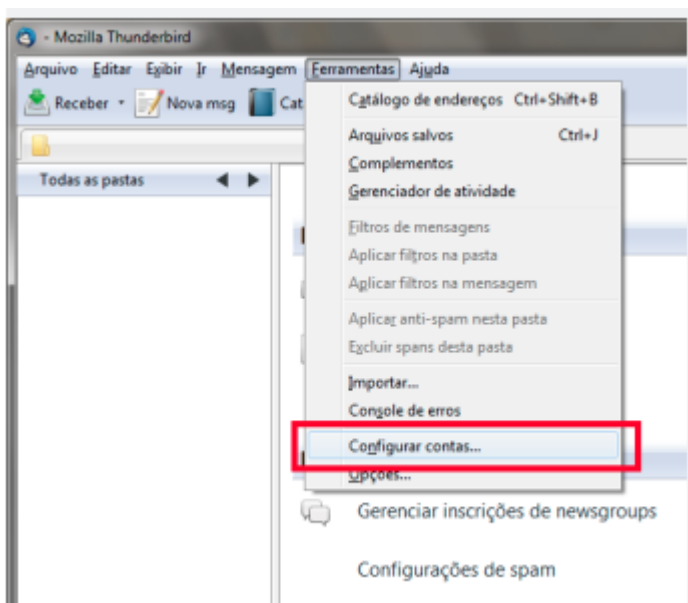 - Mozilla Thunderbird
Arquivo Editar Exibir Ir Mensagem Ferramentas Ajuda
Receber Nova msg Cat
Catálogo de endereços Ctrl+Shift+B
Arquivos salvos Ctrl+J
Complementos
Gerenciador de atividade
Todas as pastas
Filtros de mensagens
Aplicar filtros na pasta
Aplicar filtros na mensagem
Aplicar anti-spam nesta pasta
Excluir spans desta pasta
Importar...
Console de erros
Configurar contas...
Opções...
Gerenciar inscrições de newsgroups
Configurações de spam